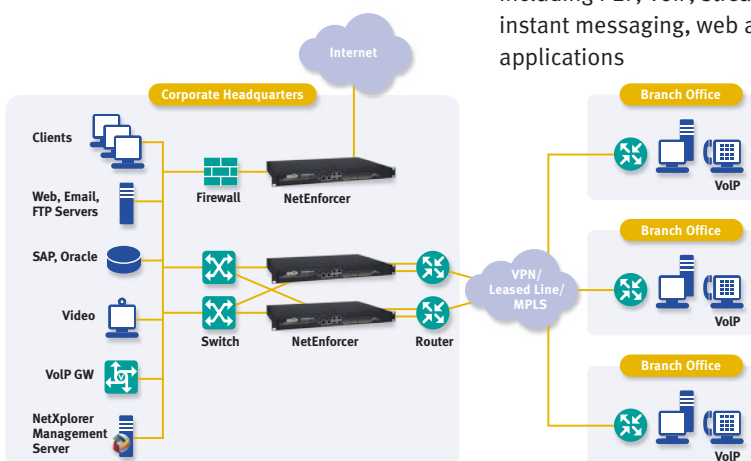 instant messaging, web a
applications
Internet
Corporate Headquarters
Clients
Web, Email,
FTP Servers
SAP, Oracle
Video
VoIP GW
NetXplorer
Management
Server
Firewall
NetEnforcer
Switch
NetEnforcer
Router
VPN/
Leased Line/
MPLS
Branch Office
VoIP
Branch Office
VoIP
Branch Office
VoIP